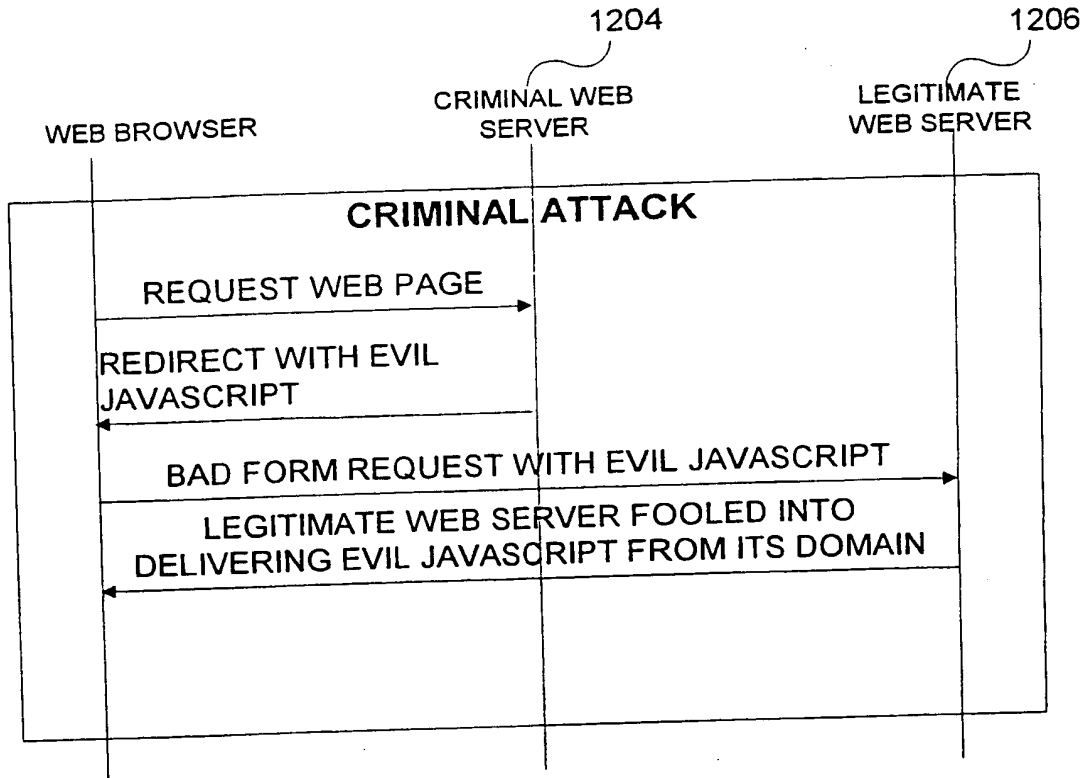 1204
1206
CRIMINAL WEB
SERVER
LEGITIMATE
WEB SERVER
WEB BROWSER
CRIMINAL ATTACK
REQUEST WEB PAGE
REDIRECT WITH EVIL
JAVASCRIPT
BAD FORM REQUEST WITH EVIL JAVASCRIPT
LEGITIMATE WEB SERVER FOOLED INTO
DELIVERING EVIL JAVASCRIPT FROM ITS DOMAIN